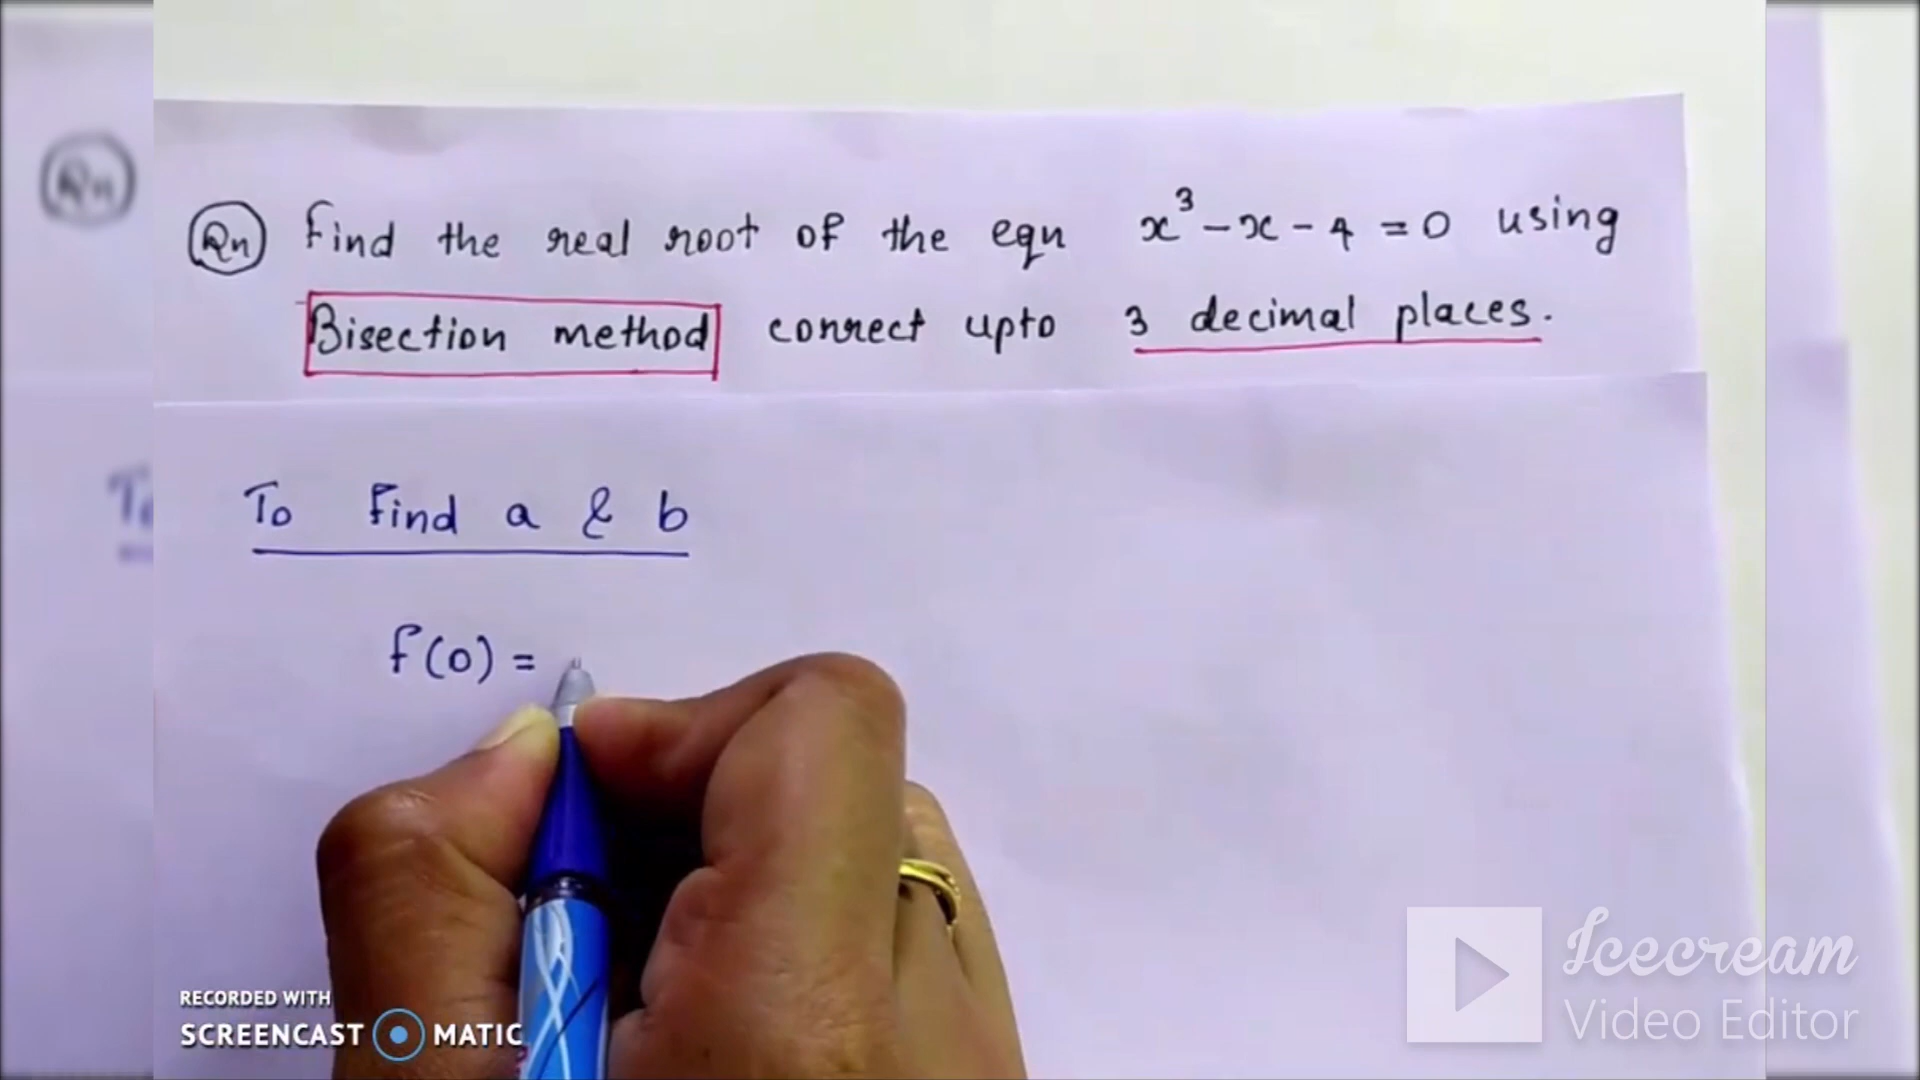 Qn Find the real root of the equ x³ - x - 4 = 0 using
Bisection method correct upto 3 decimal places.
To Find a & b
f(0) =
RECORDED WITH
SCREENCAST MATIC
Icecream
Video Editor